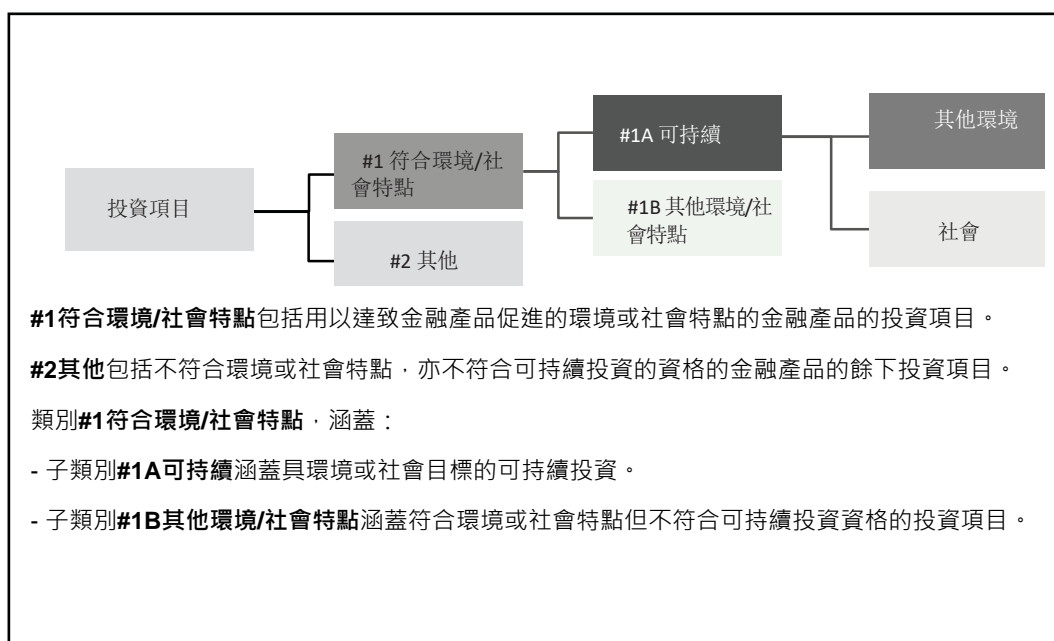 投資項目
#1 符合環境/社
會特點
#2 其他
#1A 可持續
#1B 其他環境/社
會特點
其他環境
社會
#1符合環境/社會特點包括用以達致金融產品促進的環境或社會特點的金融產品的投資項目。
#2其他包括不符合環境或社會特點，亦不符合可持續投資的資格的金融產品的餘下投資項目。
類別#1符合環境/社會特點，涵蓋：
- 子類別#1A可持續涵蓋具環境或社會目標的可持續投資。
- 子類別#1B其他環境/社會特點涵蓋符合環境或社會特點但不符合可持續投資資格的投資項目。